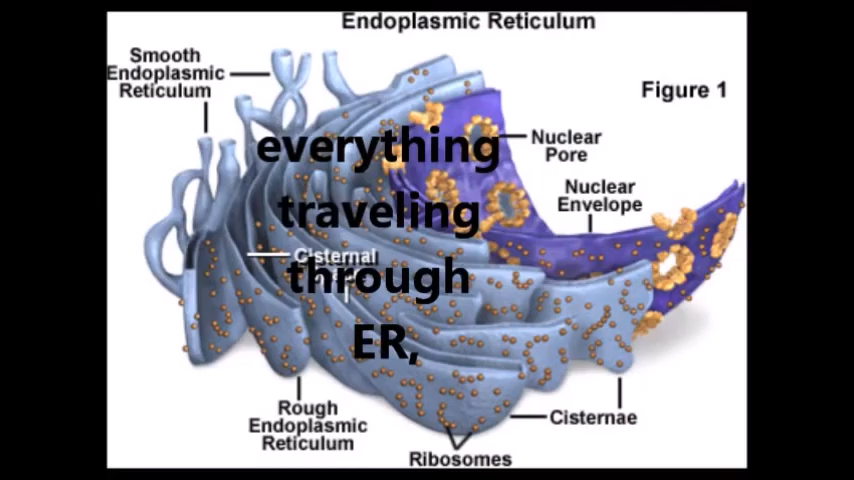 Endoplasmic Reticulum
Smooth
Endoplasmic
Reticulum
Figure 1
Nuclear
Pore
Nuclear
Envelope
everything
traveling
through
ER,
Cisternal
Rough
Endoplasmic
Reticulum
Cisternae
Ribosomes